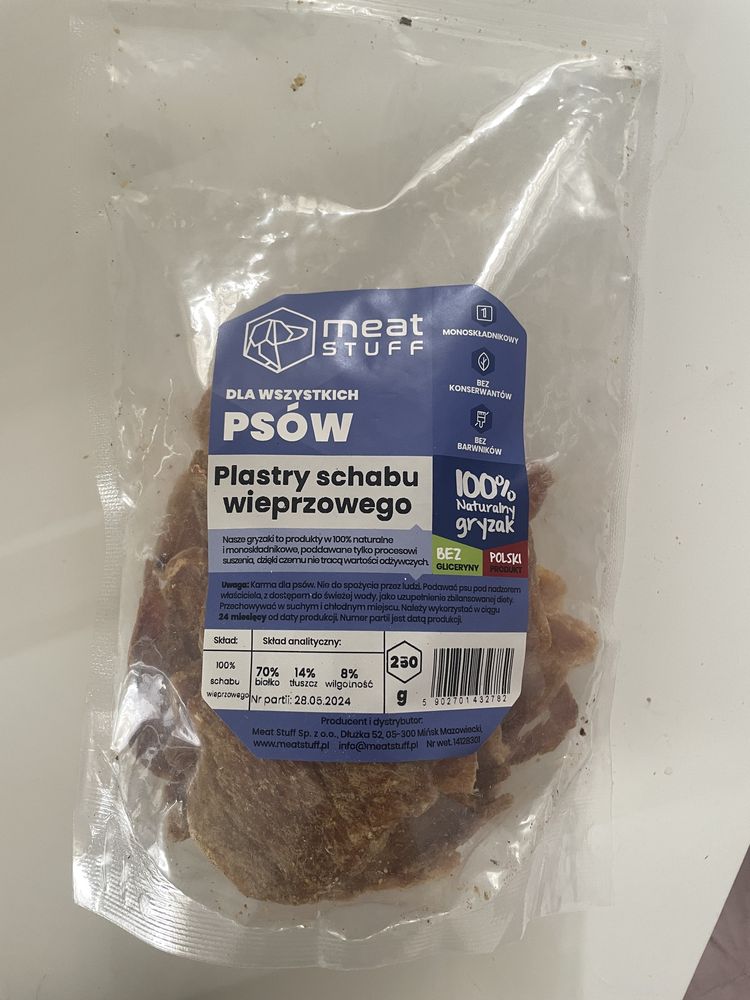 meat
STUFF
1
MONOSKŁADNIKOWY
BEZ
KONSERWANTÓW
BEZ
BARWNIKÓW
DLA WSZYSTKICH
PSÓW
Plastry schabu
wieprzowego
100%
Naturalny
gryzak
Nasze gryzaki to produkty w 100% naturalne
i monoskładnikowe, poddawane tylko procesowi
suszenia, dzięki czemu nie tracą wartości odżywczych.
BEZ
GLICERYNY
POLSKI
PRODUKT
Uwaga: Karma dla psów. Nie do spożycia przez ludzi. Podawać psu pod nadzorem
właściciela, z dostępem do świeżej wody, jako uzupełnienie zbilansowanej diety.
Przechowywać w suchym i chłodnym miejscu. Należy wykorzystać w ciągu
24 miesięcy od daty produkcji. Numer partii jest datą produkcji.
Skład:
100%
schabu
wieprzowego
Skład analityczny:
70% 14% 8%
białko tłuszcz wilgotność
Nr partii: 28.05.2024
250
g
5 902701 432782
Producent i dystrybutor:
Meat Stuff Sp. z o.o., Dłużka 52, 05-300 Mińsk Mazowiecki,
www.meatstuff.pl info@meatstuff.pl Nr wet. 14128301